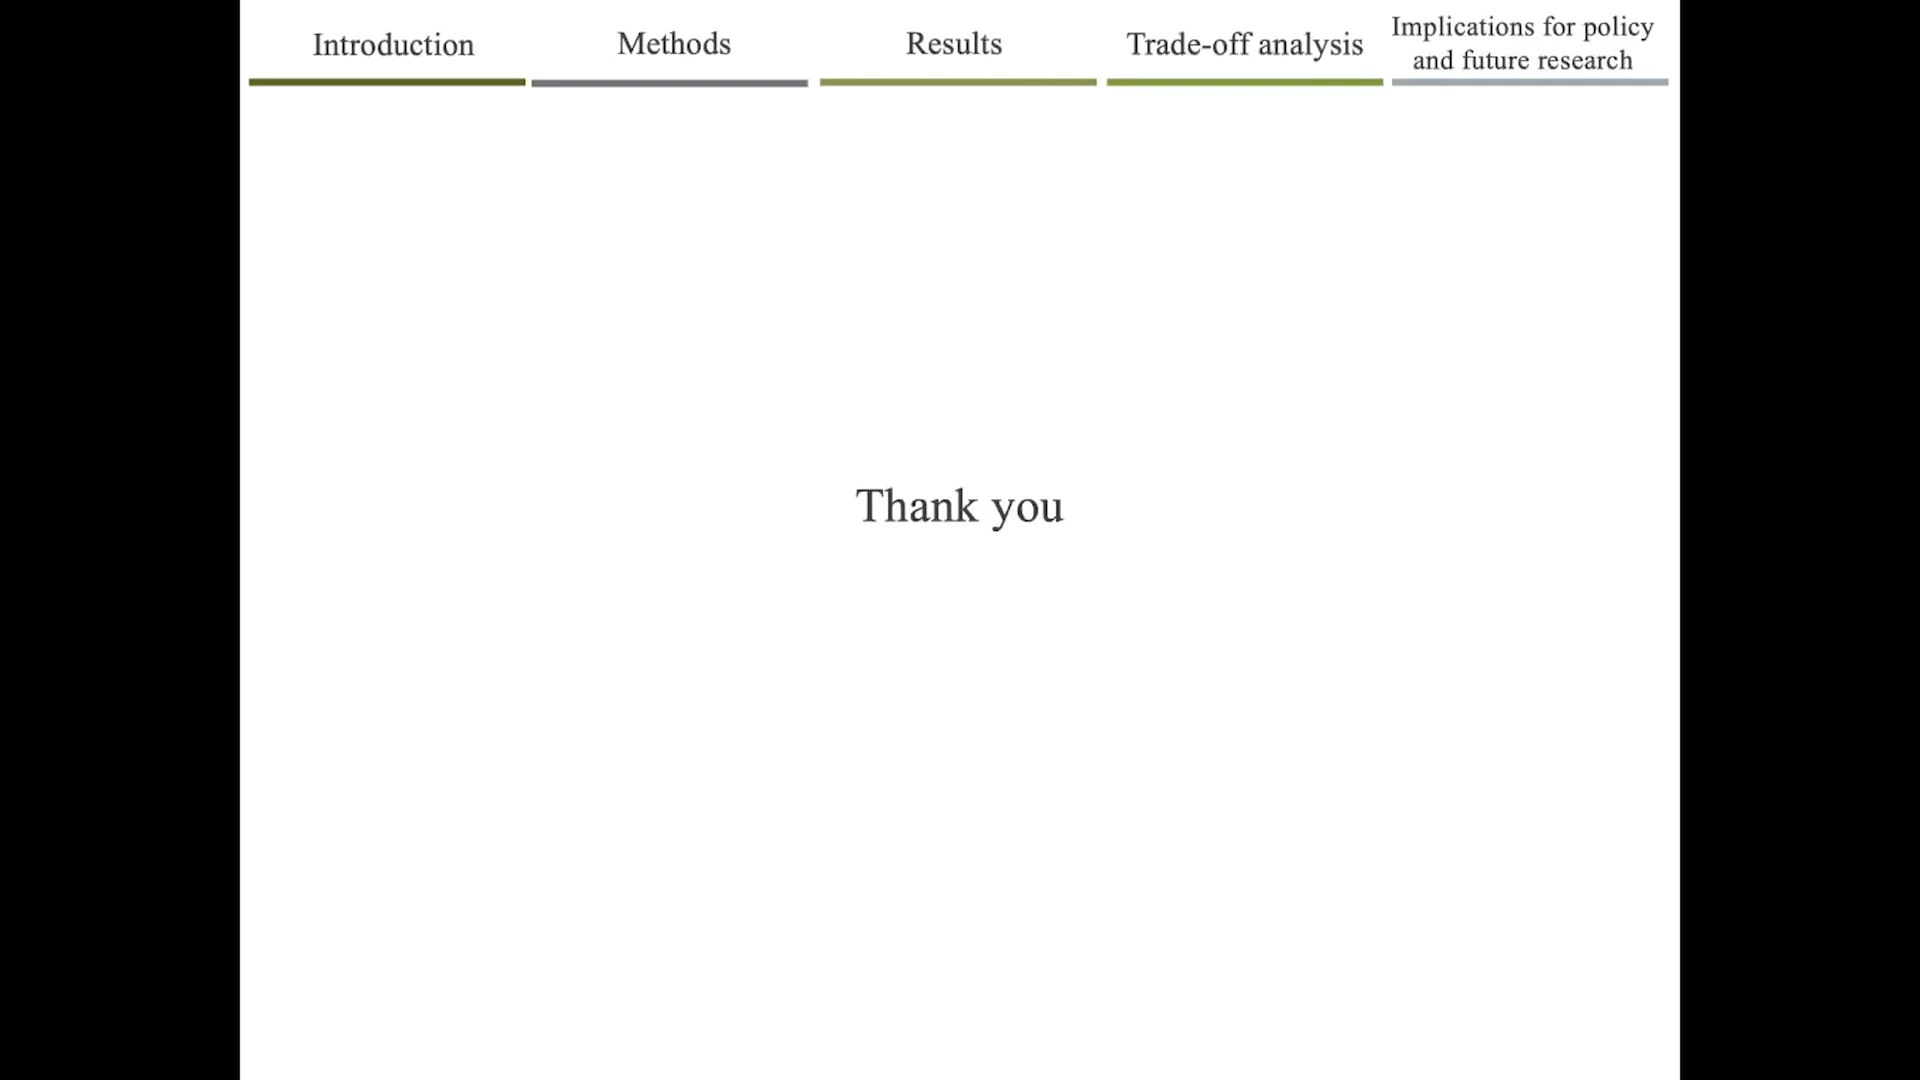 Introduction
Methods
Results
Trade-off analysis
Implications for policy
and future research
Thank you